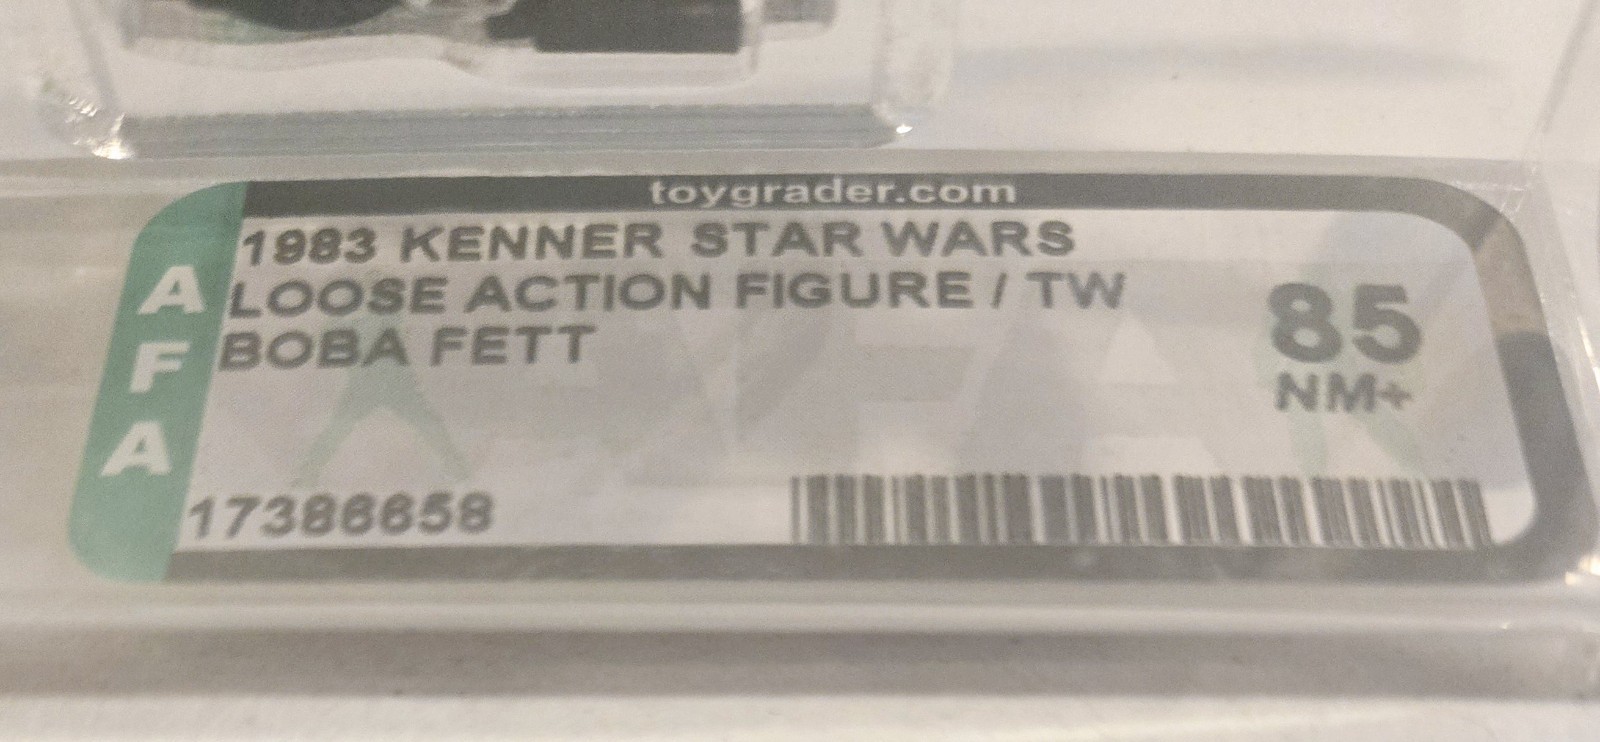 toygrader.com
AFA
1983 KENNER STAR WARS
LOOSE ACTION FIGURE / TW
BOBA FETT
85
NM+
17386658